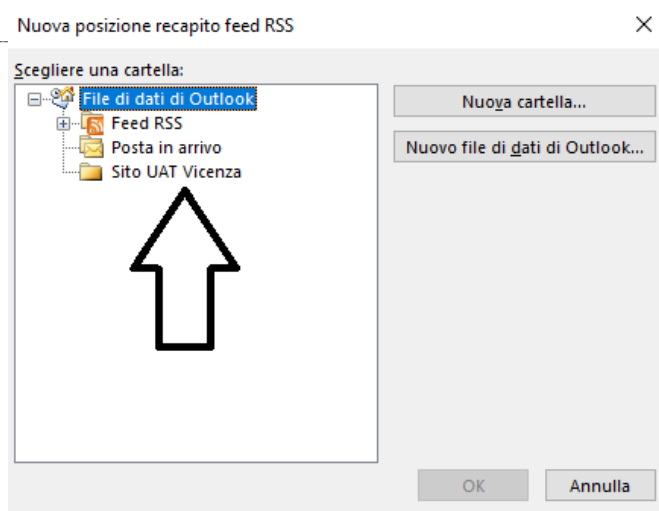 Nuova posizione recapito feed RSS
Scegliere una cartella:
File di dati di Outlook
Feed RSS
Posta in arrivo
Sito UAT Vicenza
Nuova cartella...
Nuovo file di dati di Outlook...
OK
Annulla